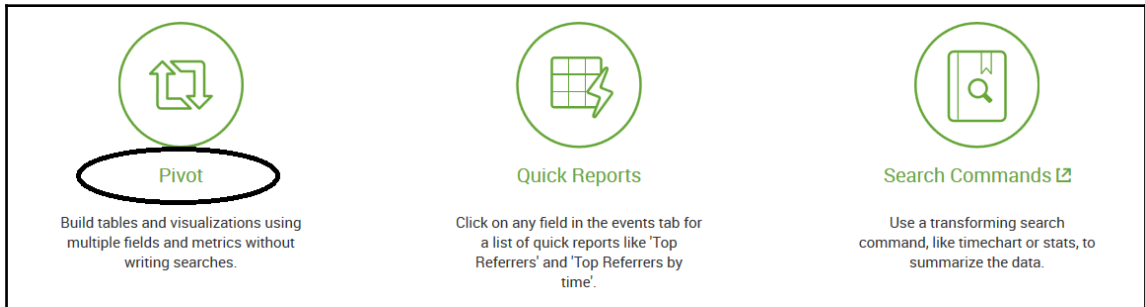 Pivot
Build tables and visualizations using
multiple fields and metrics without
writing searches.
Quick Reports
Click on any field in the events tab for
a list of quick reports like 'Top
Referrers' and 'Top Referrers by
time'.
Search Commands
Use a transforming search
command, like timechart or stats, to
summarize the data.